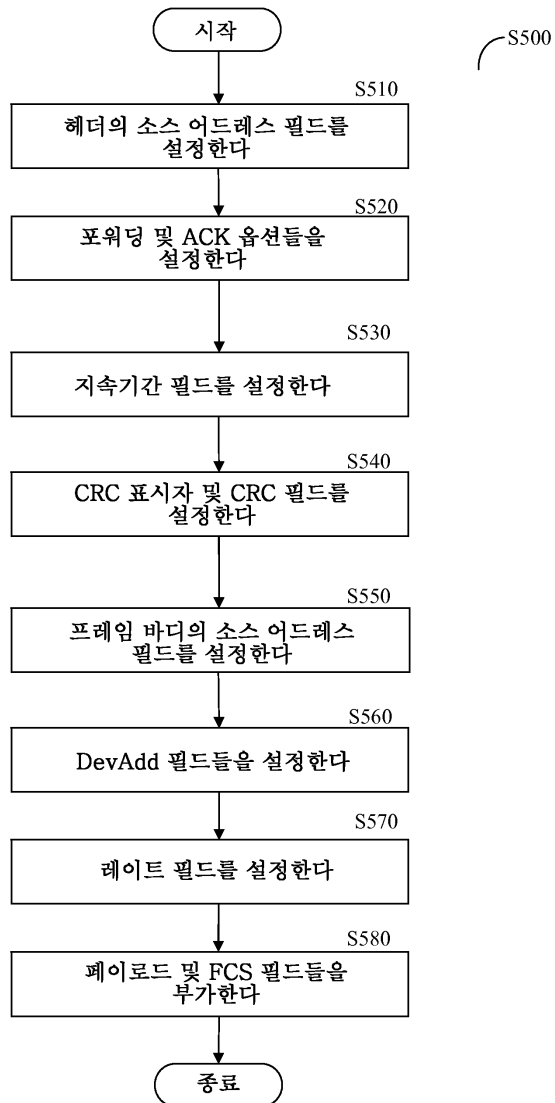 시작
S500
S510
헤더의 소스 어드레스 필드를
설정한다
S520
포워딩 및 ACK 옵션들을
설정한다
S530
지속기간 필드를 설정한다
S540
CRC 표시자 및 CRC 필드를
설정한다
S550
프레임 바디의 소스 어드레스
필드를 설정한다
S560
DevAdd 필드들을 설정한다
S570
레이트 필드를 설정한다
S580
페이로드 및 FCS 필드들을
부가한다
종료